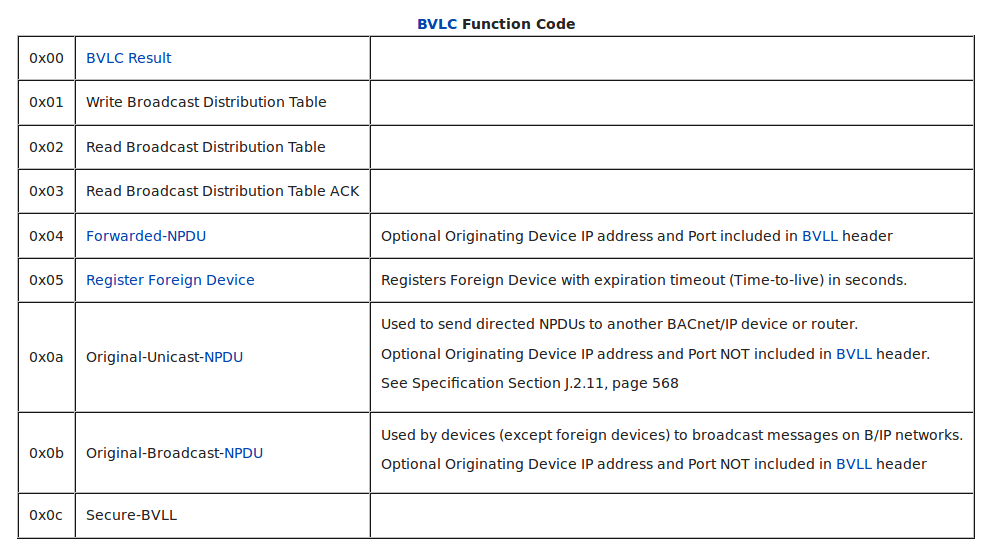 BVLC Function Code
0x00 BVLC Result
0x01 Write Broadcast Distribution Table
0x02 Read Broadcast Distribution Table
0x03 Read Broadcast Distribution Table ACK
0x04 Forwarded-NPDU Optional Originating Device IP address and Port included in BVLL header
0x05 Register Foreign Device Registers Foreign Device with expiration timeout (Time-to-live) in seconds.
0x0a Original-Unicast-NPDU Used to send directed NPDUs to another BACnet/IP device or router.
Optional Originating Device IP address and Port NOT included in BVLL header.
See Specification Section J.2.11, page 568
0x0b Original-Broadcast-NPDU Used by devices (except foreign devices) to broadcast messages on B/IP networks.
Optional Originating Device IP address and Port NOT included in BVLL header
0x0c Secure-BVLL